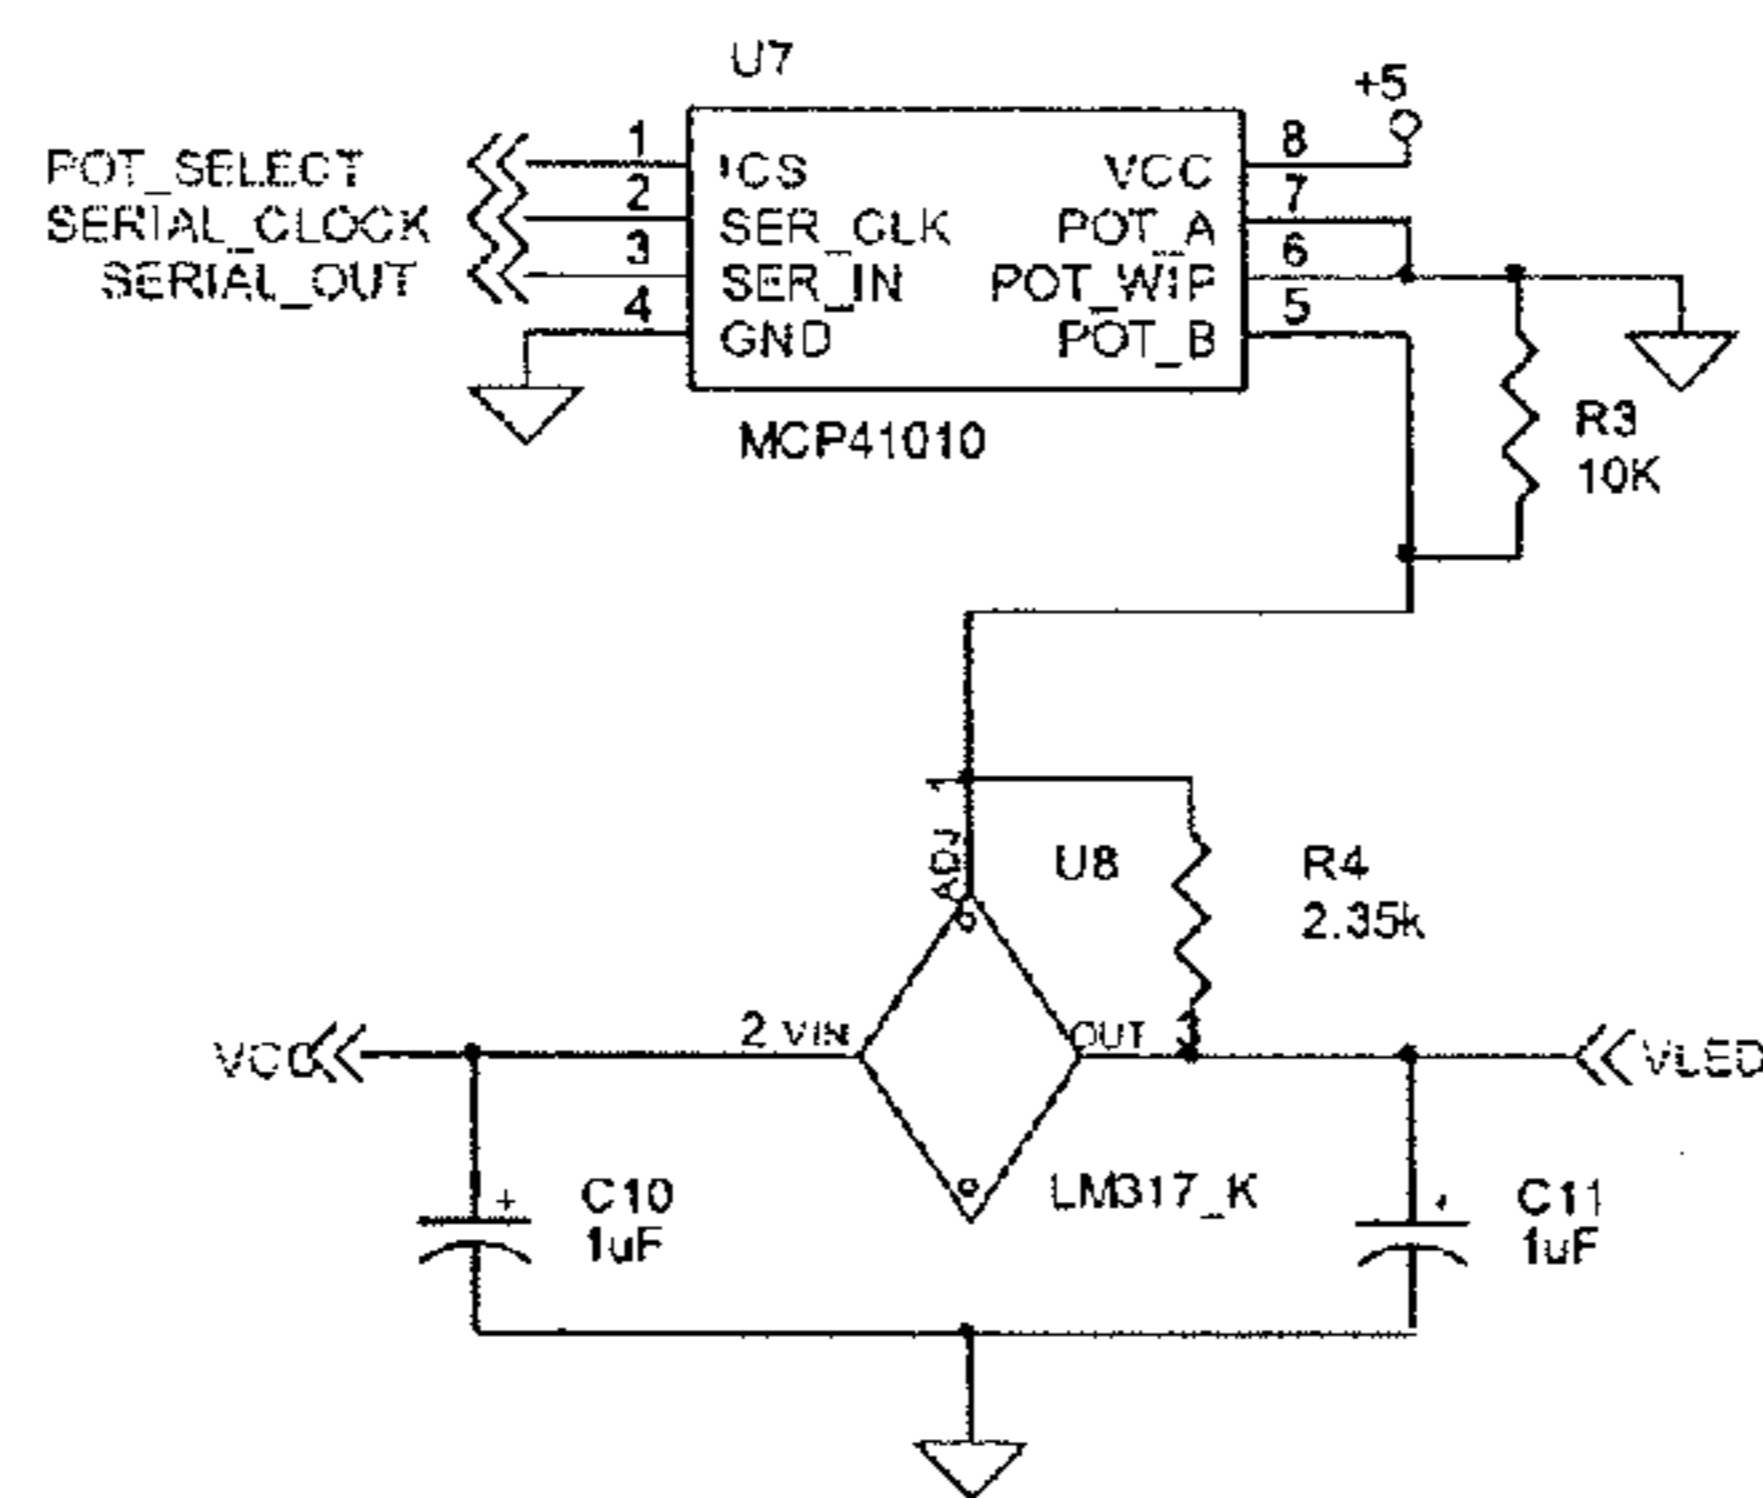 U7
+5
POT_SELECT
SERIAL_CLOCK
SERIAL_OUT
1
2
3
4
!CS
SER_CLK
SER_IN
GND
VCC
POT_A
POT_WIP
POT_B
8
7
6
5
MCP41010
R3
10K
1
ADJ
U8
R4
2.35k
VCC
2 VIN
OUT 3
VLED
C10
1uF
+
LM317_K
C11
1uF
+